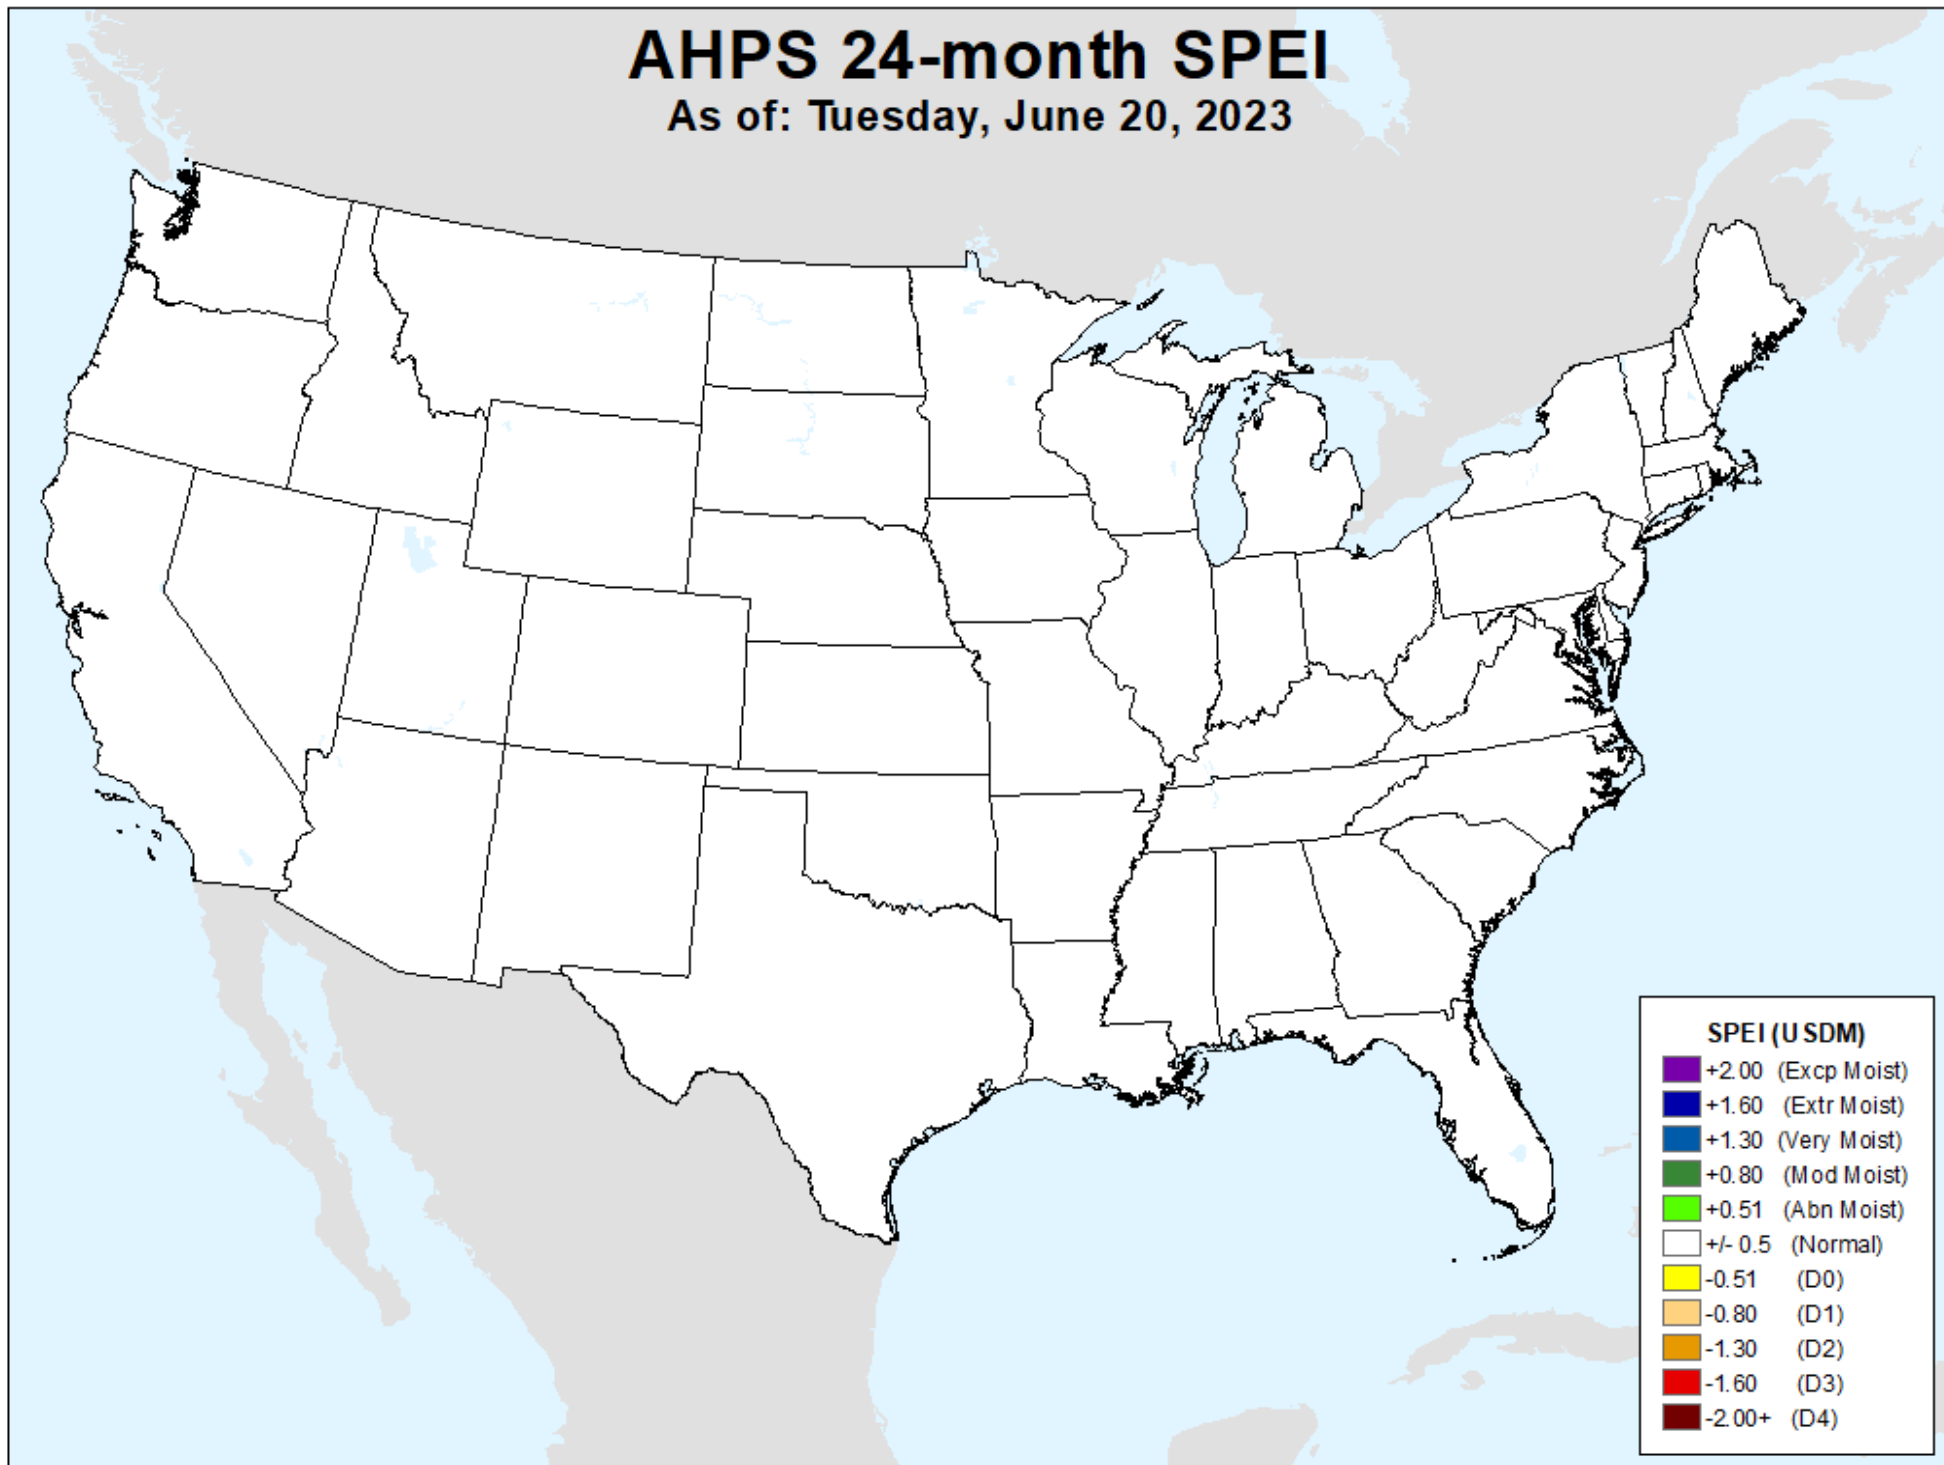 AHPS 24-month SPEI
As of: Tuesday, June 20, 2023
SPEI (USDM)
+2.00 (Excp Moist)
+1.60 (Extr Moist)
+1.30 (Very Moist)
+0.80 (Mod Moist)
+0.51 (Abn Moist)
+/- 0.5 (Normal)
-0.51 (D0)
-0.80 (D1)
-1.30 (D2)
-1.60 (D3)
-2.00+ (D4)